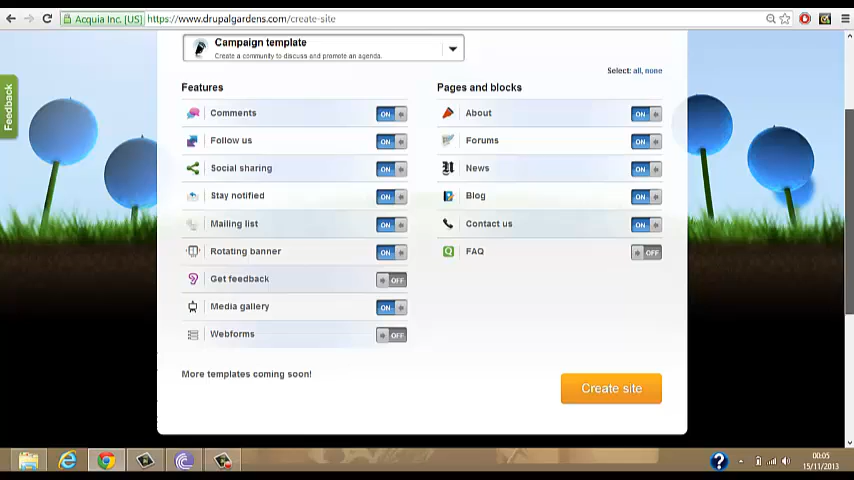 Acquia Inc. [US] https://www.drupalgardens.com/create-site
Campaign template
Create a community to discuss and promote an agenda.
Select: all, none
Features
Pages and blocks
Comments ON
About ON
Follow us ON
Forums ON
Social sharing ON
News ON
Stay notified ON
Blog ON
Mailing list ON
Contact us ON
Rotating banner ON
FAQ OFF
Get feedback OFF
Media gallery ON
Webforms OFF
More templates coming soon!
Create site
Feedback
00:05
15/11/2013